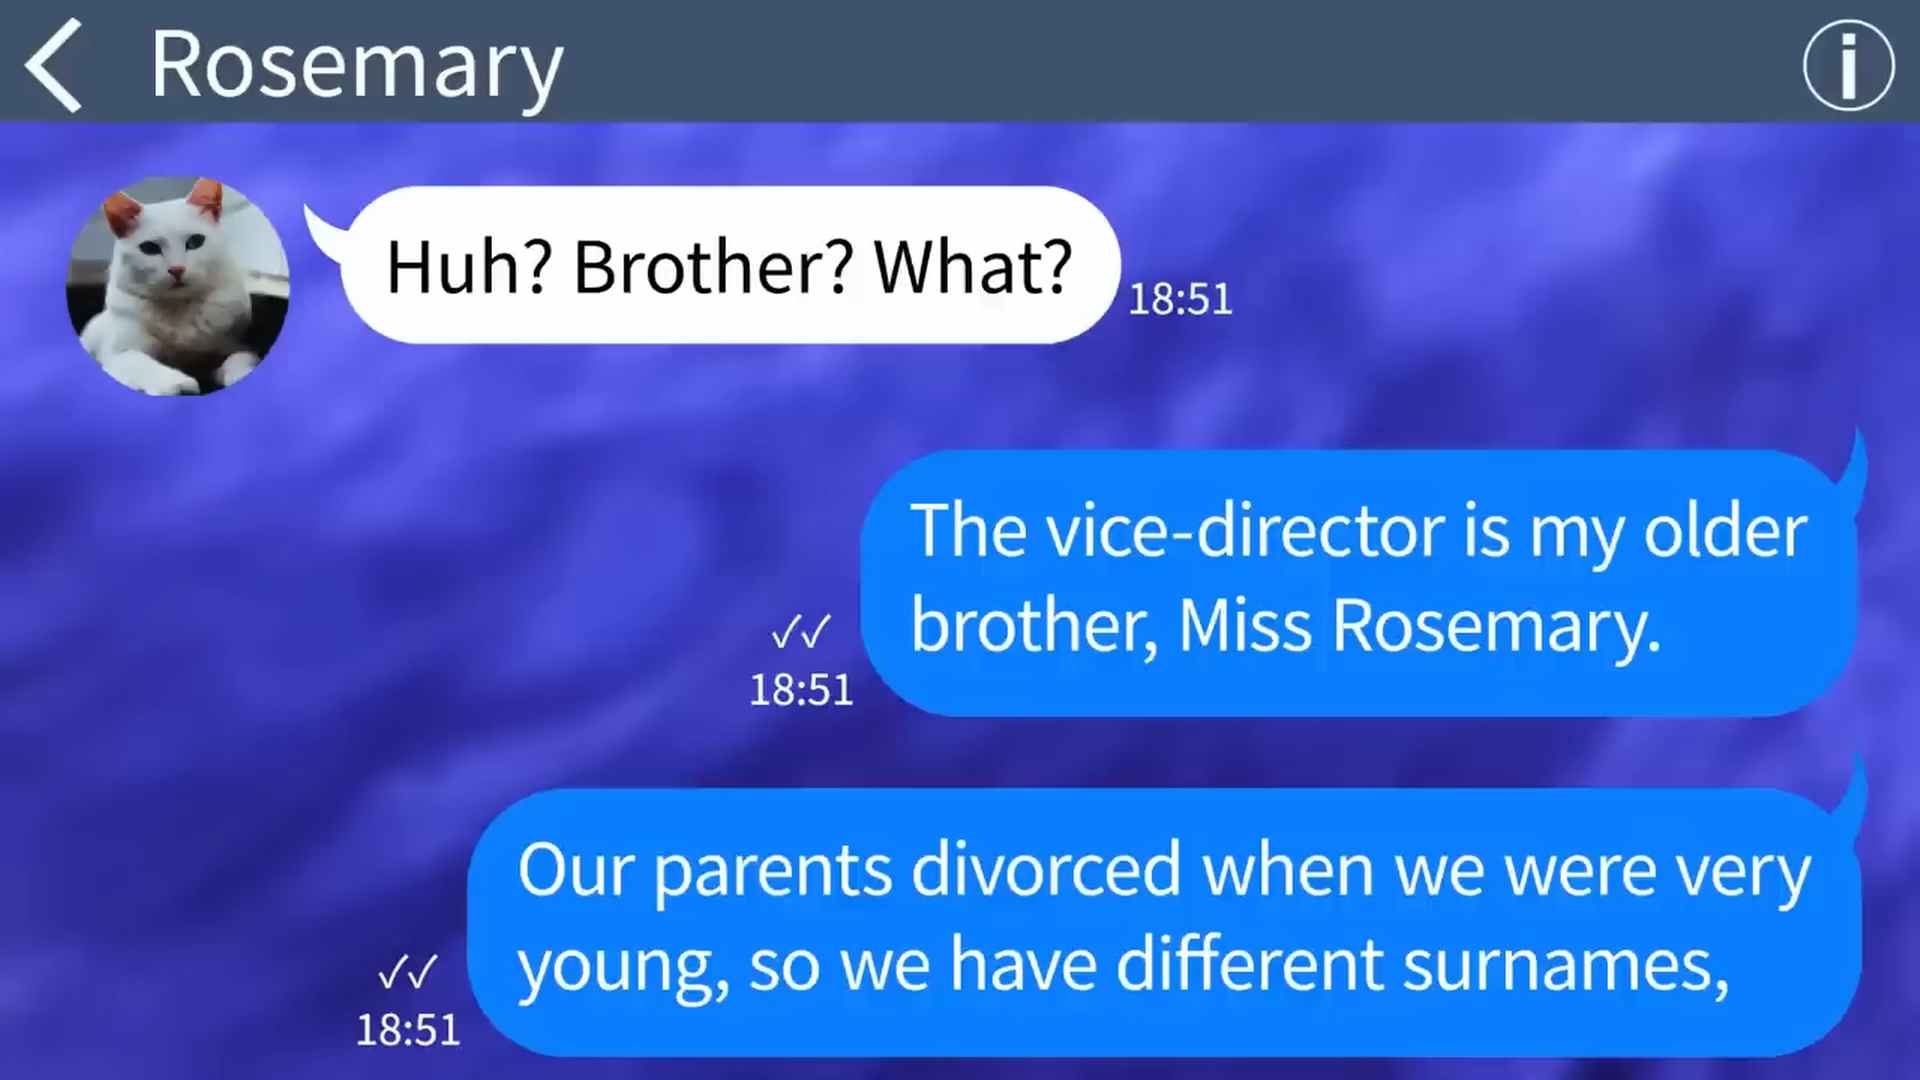 Rosemary
Huh? Brother? What?
18:51
The vice-director is my older
brother, Miss Rosemary.
18:51
Our parents divorced when we were very
young, so we have different surnames,
18:51